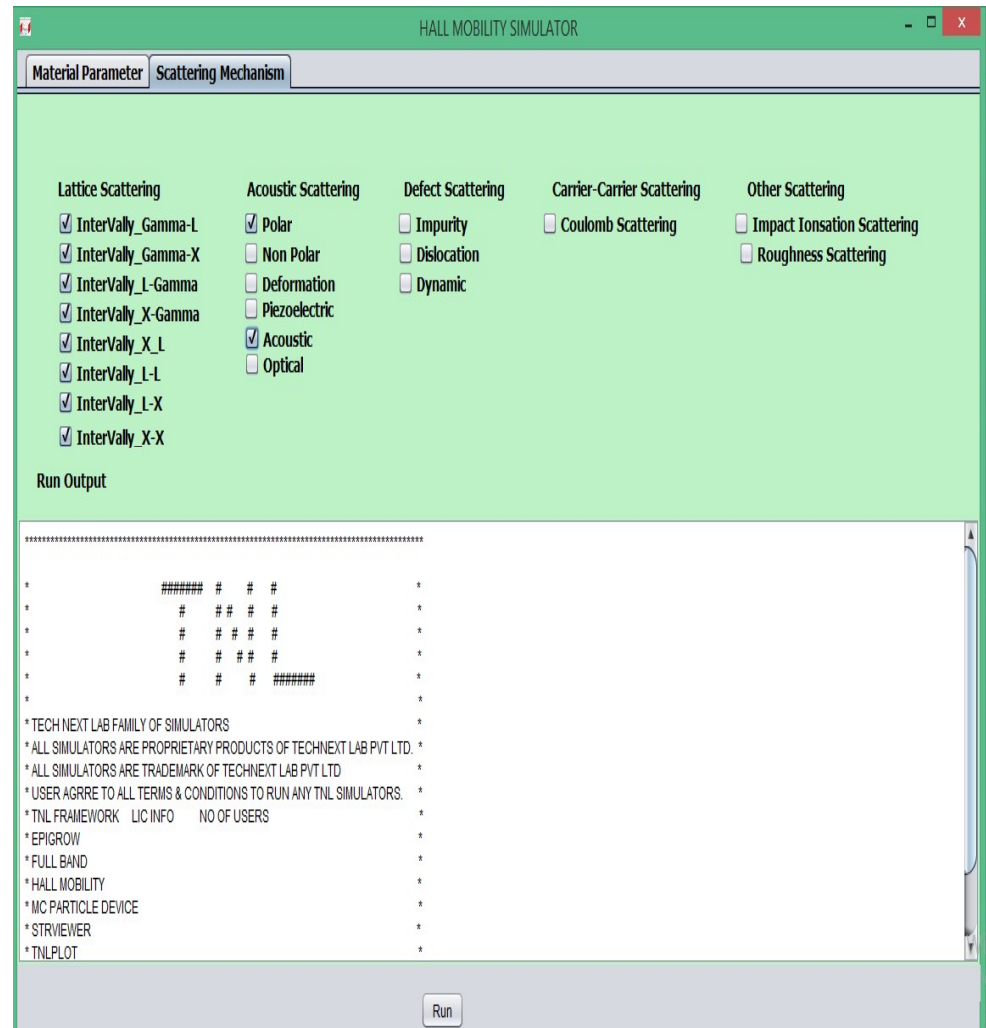 HALL MOBILITY SIMULATOR
Material Parameter Scattering Mechanism
Lattice Scattering Acoustic Scattering Defect Scattering Carrier-Carrier Scattering Other Scattering
InterVally_Gamma-L Polar Impurity Coulomb Scattering Impact Ionsation Scattering
InterVally_Gamma-X Non Polar Dislocation Roughness Scattering
InterVally_L-Gamma Deformation Dynamic
InterVally_X-Gamma Piezoelectric
InterVally_X_L Acoustic
InterVally_L-L Optical
InterVally_L-X
InterVally_X-X
Run Output
* ####### # # # *
* # # # # # *
* # # # # # *
* # # # # # *
* # # # ####### *
* *
* TECH NEXT LAB FAMILY OF SIMULATORS *
* ALL SIMULATORS ARE PROPRIETARY PRODUCTS OF TECHNEXT LAB PVT LTD. *
* ALL SIMULATORS ARE TRADEMARK OF TECHNEXT LAB PVT LTD *
* USER AGRRE TO ALL TERMS & CONDITIONS TO RUN ANY TNL SIMULATORS. *
* TNL FRAMEWORK LIC INFO NO OF USERS *
* EPIGROW *
* FULL BAND *
* HALL MOBILITY *
* MC PARTICLE DEVICE *
* STRVIEWER *
* TNLPLOT *
Run